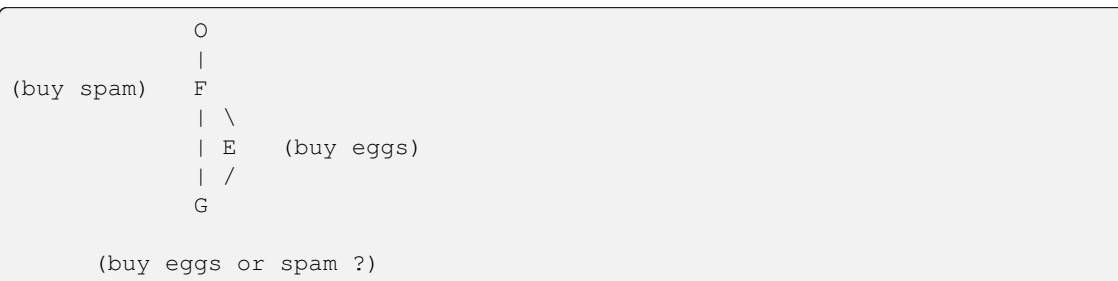 O
|
(buy spam) F
| \
| E (buy eggs)
| /
G
(buy eggs or spam ?)